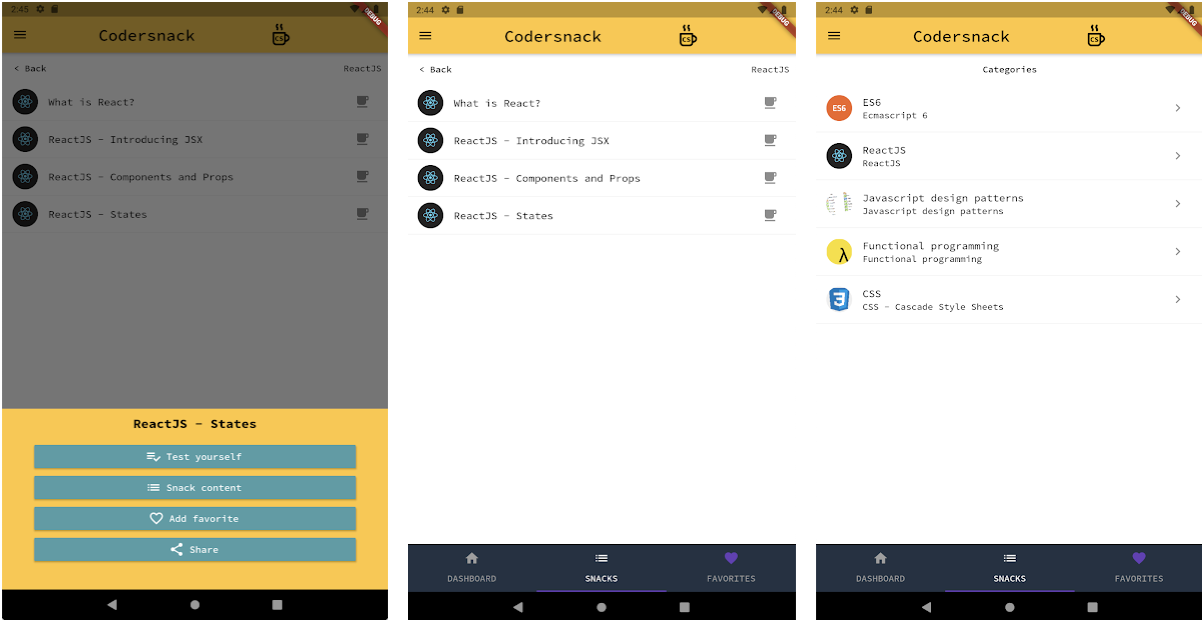 2:45
DEBUG
Codersnack
CS
< Back ReactJS
What is React?
ReactJS - Introducing JSX
ReactJS - Components and Props
ReactJS - States
ReactJS - States
Test yourself
Snack content
Add favorite
Share
2:44
DEBUG
Codersnack
CS
< Back ReactJS
What is React?
ReactJS - Introducing JSX
ReactJS - Components and Props
ReactJS - States
DASHBOARD SNACKS FAVORITES
2:44
DEBUG
Codersnack
CS
Categories
ES6 ES6
Ecmascript 6
ReactJS
ReactJS
Javascript design patterns
Javascript design patterns
λ Functional programming
Functional programming
3 CSS
CSS - Cascade Style Sheets
DASHBOARD SNACKS FAVORITES